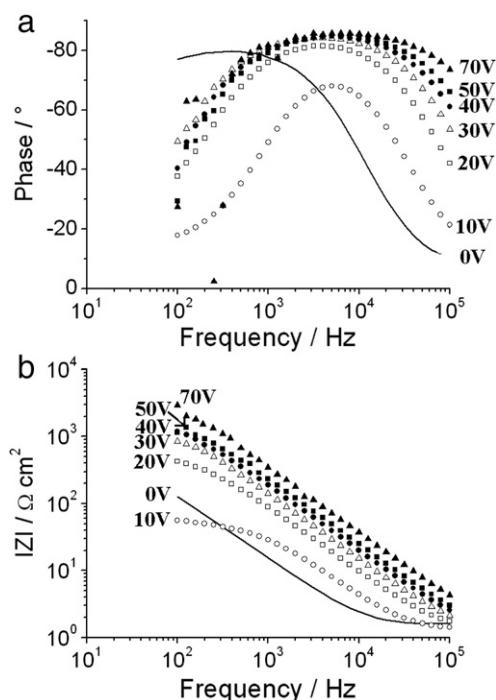 a
-80
-60
-40
-20
0
Phase / °
70V
50V
40V
30V
20V
10V
0V
10^1 10^2 10^3 10^4 10^5
Frequency / Hz
b
10^4
10^3
10^2
10^1
10^0
IZI / Ω cm^2
70V
50V
40V
30V
20V
0V
10V
10^1 10^2 10^3 10^4 10^5
Frequency / Hz